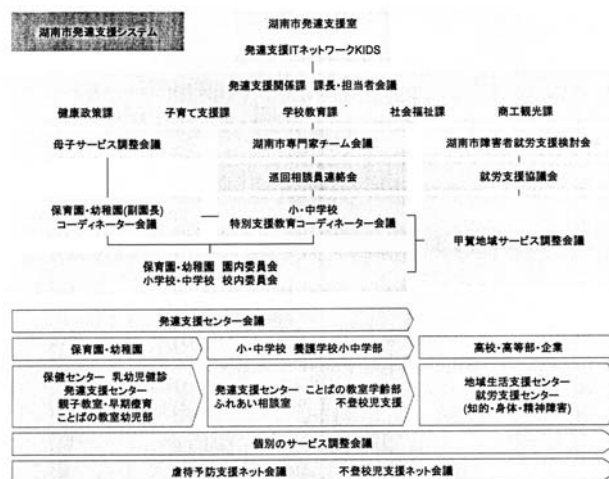 湖南市発達支援システム
湖南市発達支援室
発達支援ITネットワークKIDS
発達支援関係課 課長・担当者会議
健康政策課 子育て支援課 学校教育課 社会福祉課 商工観光課
母子サービス調整会議 湖南市専門家チーム会議 湖南市障害者就労支援検討会
巡回相談員連絡会 就労支援協議会
保育園・幼稚園(副園長)
コーディネーター会議
小・中学校
特別支援教育コーディネーター会議
甲賀地域サービス調整会議
保育園・幼稚園 園内委員会
小学校・中学校 校内委員会
発達支援センター会議
保育園・幼稚園 小・中学校 養護学校小中学部 高校・高等部・企業
保健センター 乳幼児健診
発達支援センター
親子教室・早期療育
ことばの教室幼児部
発達支援センター ことばの教室学齢部
ふれあい相談室 不登校児支援
地域生活支援センター
就労支援センター
(知的・身体・精神障害)
個別のサービス調整会議
虐待予防支援ネット会議 不登校児支援ネット会議